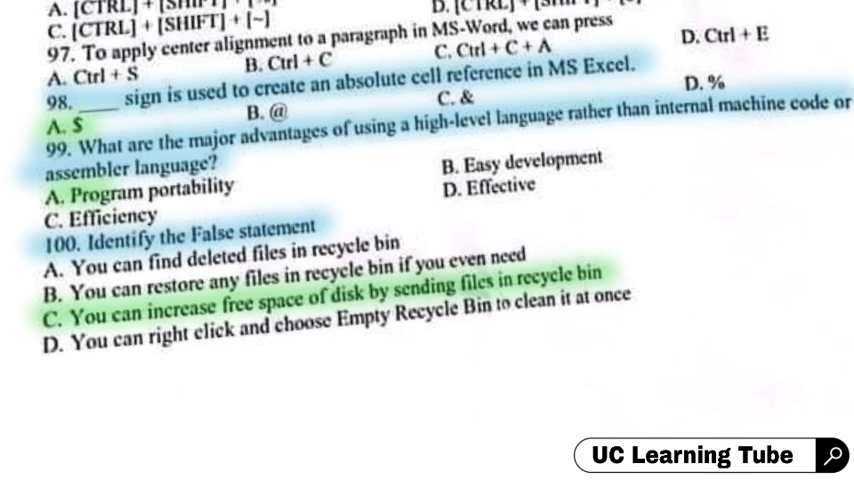 A. [CTRL] + [SHIFT] +
D. [CTRL] +
C. [CTRL] + [SHIFT] + [~]
97. To apply center alignment to a paragraph in MS-Word, we can press
A. Ctrl + S B. Ctrl + C C. Ctrl + C + A D. Ctrl + E
98. ____ sign is used to create an absolute cell reference in MS Excel.
A. $ B. @ C. & D. %
99. What are the major advantages of using a high-level language rather than internal machine code or
assembler language?
A. Program portability B. Easy development
C. Efficiency D. Effective
100. Identify the False statement
A. You can find deleted files in recycle bin
B. You can restore any files in recycle bin if you even need
C. You can increase free space of disk by sending files in recycle bin
D. You can right click and choose Empty Recycle Bin to clean it at once
UC Learning Tube